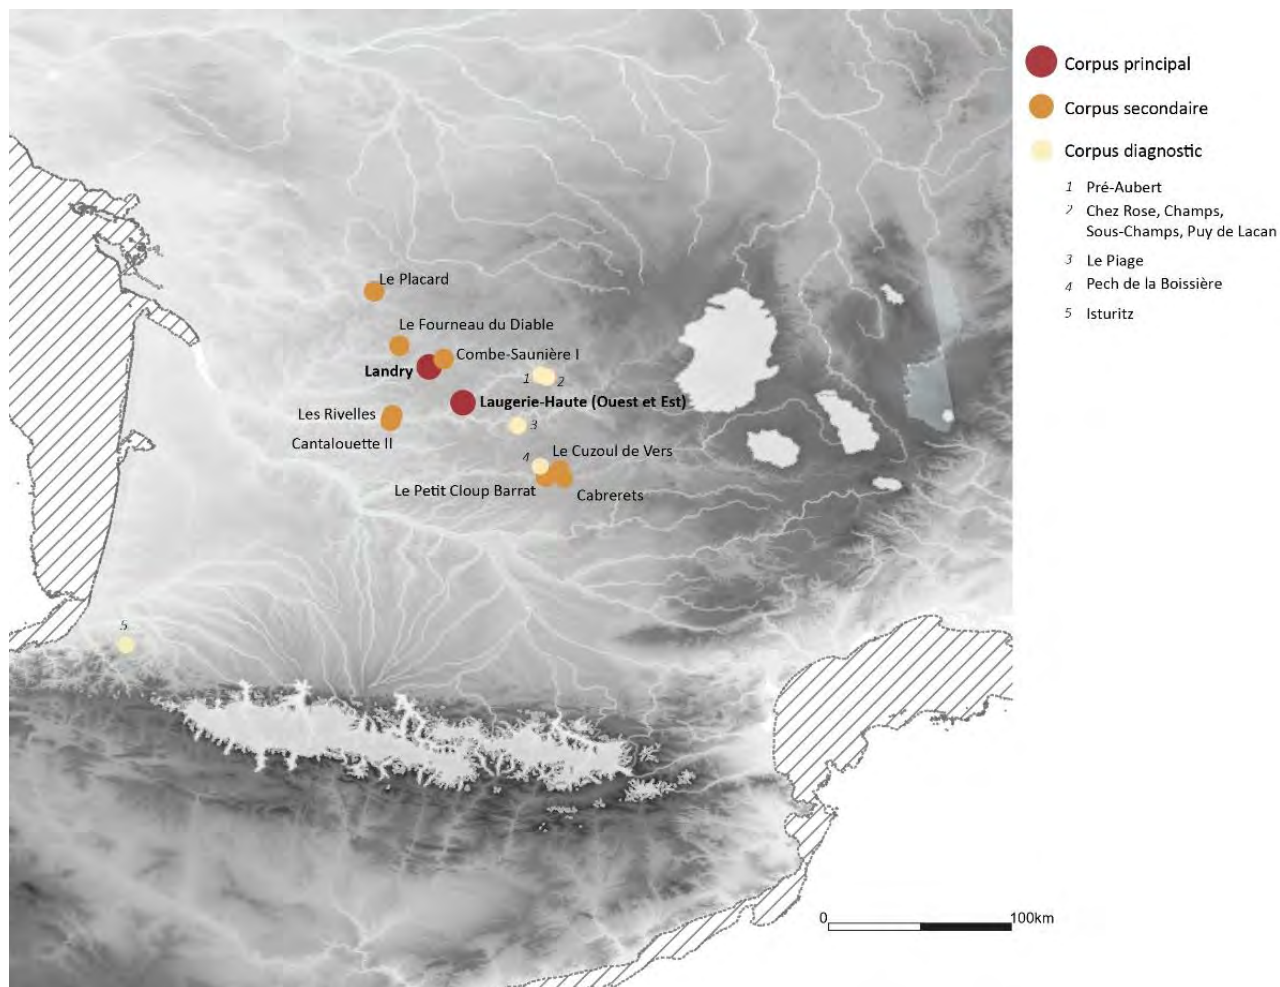 Corpus principal
Corpus secondaire
Corpus diagnostic
1 Pré-Aubert
2 Chez Rose, Champs,
Sous-Champs, Puy de Lacan
3 Le Piage
4 Pech de la Boissière
5 Isturitz
Le Placard
Le Fourneau du Diable
Combe-Saunière I
Landry
1
2
Laugerie-Haute (Ouest et Est)
Les Rivelles
3
Cantalouette II
Le Cuzoul de Vers
4
Le Petit Cloup Barrat
Cabrerets
5
0
100km